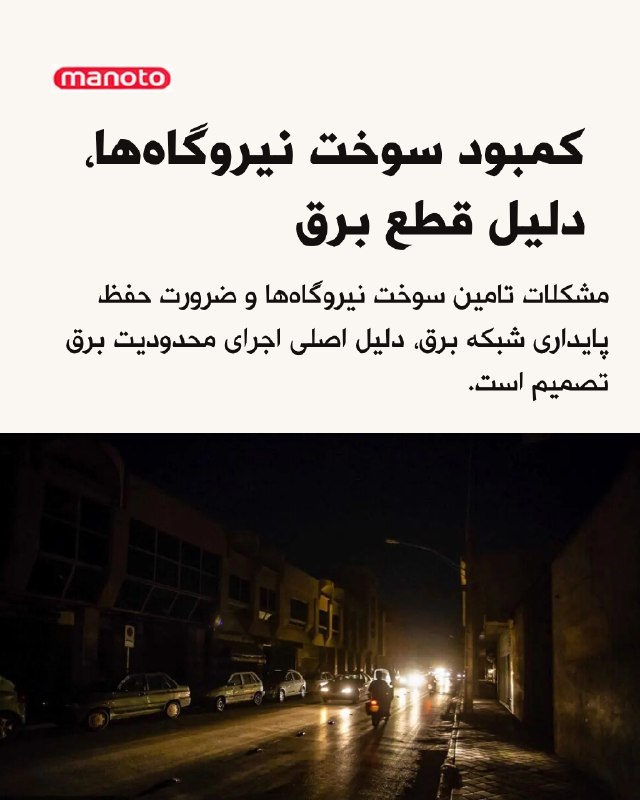 manoto
کمبود سوخت نیروگاه‌ها،
دلیل قطع برق
مشکلات تامین سوخت نیروگاه‌ها و ضرورت حفظ
پایداری شبکه برق، دلیل اصلی اجرای محدودیت برق
تصمیم است.